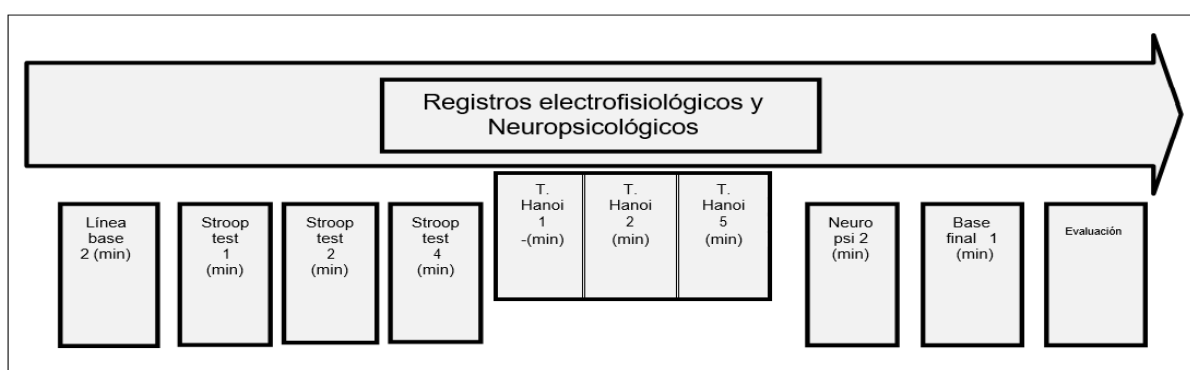 Registros electrofisiológicos y
Neuropsicológicos
Línea
base
2 (min)
Stroop
test
1
(min)
Stroop
test
2
(min)
Stroop
test
4
(min)
T.
Hanoi
1
-(min)
T.
Hanoi
2
(min)
T.
Hanoi
5
(min)
Neuro
psi 2
(min)
Base
final 1
(min)
Evaluación